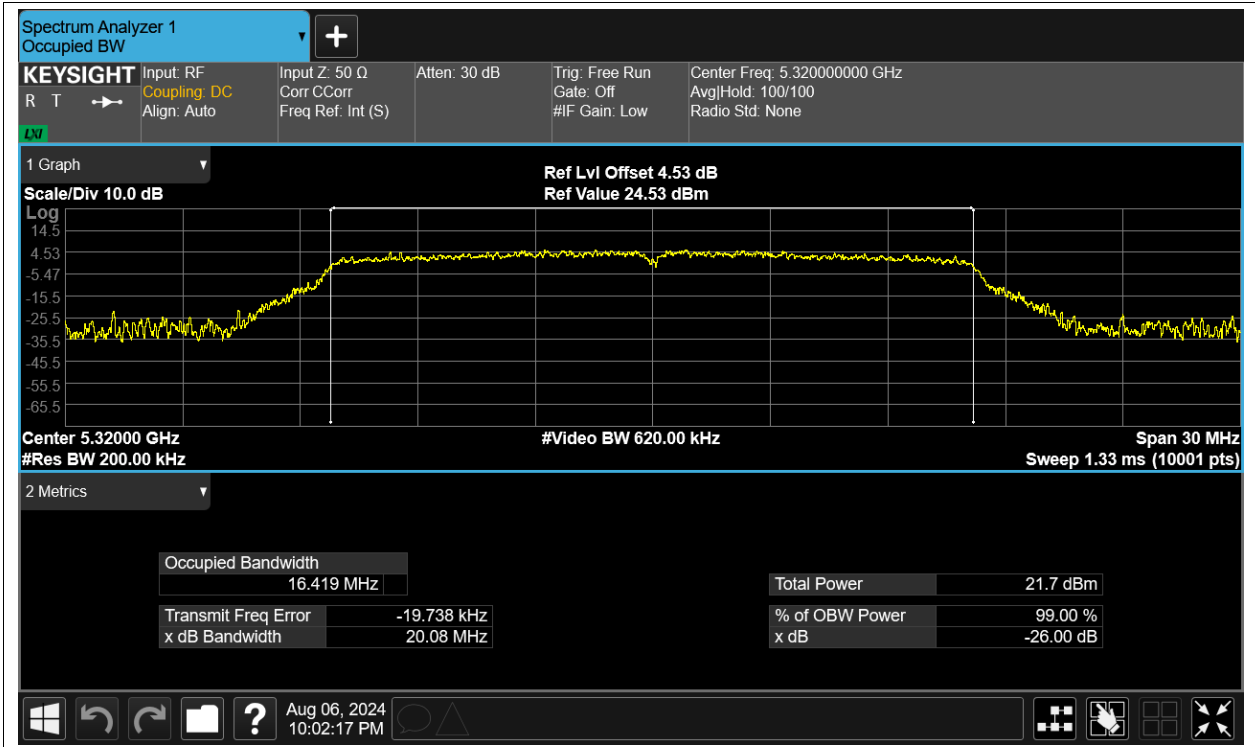 Spectrum Analyzer 1
Occupied BW
+
KEYSIGHT
R T
LXI
Input: RF
Coupling: DC
Align: Auto
Input Z: 50 Ω
Corr CCorr
Freq Ref: Int (S)
Atten: 30 dB
Trig: Free Run
Gate: Off
#IF Gain: Low
Center Freq: 5.320000000 GHz
Avg|Hold: 100/100
Radio Std: None
1 Graph
Scale/Div 10.0 dB
Ref Lvl Offset 4.53 dB
Ref Value 24.53 dBm
Log
14.5
4.53
-5.47
-15.5
-25.5
-35.5
-45.5
-55.5
-65.5
Center 5.32000 GHz
#Video BW 620.00 kHz
Span 30 MHz
#Res BW 200.00 kHz
Sweep 1.33 ms (10001 pts)
2 Metrics
Occupied Bandwidth
16.419 MHz
Transmit Freq Error -19.738 kHz
x dB Bandwidth 20.08 MHz
Total Power 21.7 dBm
% of OBW Power 99.00 %
x dB -26.00 dB
?
Aug 06, 2024
10:02:17 PM